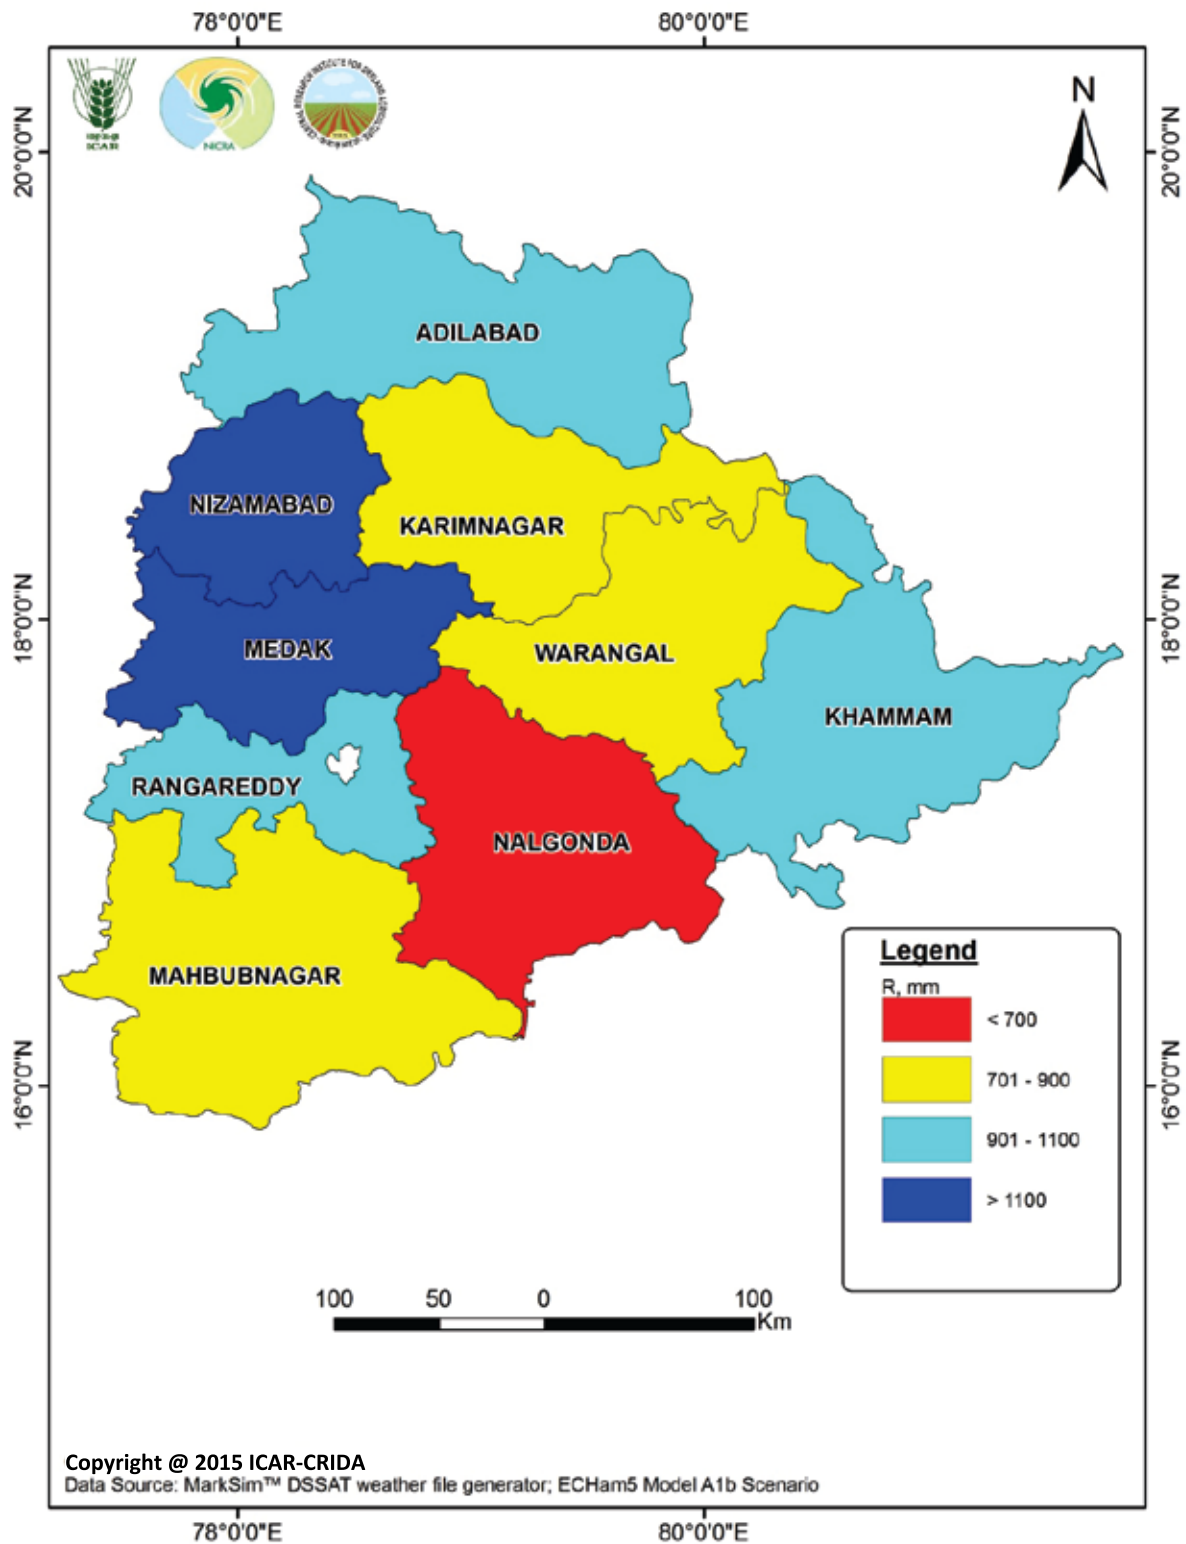 78°0'0"E
80°0'0"E
20°0'0"N
20°0'0"N
ICAR
NICRA
N
ADILABAD
NIZAMABAD
KARIMNAGAR
18°0'0"N
18°0'0"N
MEDAK
WARANGAL
KHAMMAM
RANGAREDDY
NALGONDA
MAHBUBNAGAR
16°0'0"N
16°0'0"N
Legend
R, mm
< 700
701 - 900
901 - 1100
> 1100
100 50 0 100
Km
Copyright @ 2015 ICAR-CRIDA
Data Source: MarkSim™ DSSAT weather file generator; ECHam5 Model A1b Scenario
78°0'0"E
80°0'0"E